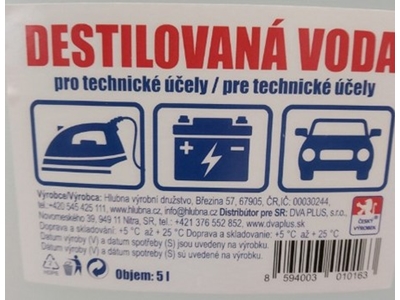 DESTILOVANÁ VODA
pro technické účely / pre technické účely
Výrobce/Výrobca: Hlubna výrobní družstvo, Březina 57, 67905, ČR,IČ. 00030244,
tel. +420 545 425 111, www.hlubna.cz, info@hlubna.cz Distribútor pre SR: DVA PLUS, s.r.o.,
Novomeského 39, 949 11 Nitra, SR, tel: +421 376 552 852, www.dvaplus.sk
Doprava a skladování: +5 °C až + 25 °C Doprava a skladovanie: +5 °C až + 25 °C
Datum výroby (V) a datum spotřeby (S) jsou uvedeny na výrobku.
Dátum výroby (V) a dátum spotreby (S) sú uvedené na výrobku.
ČESKÝ
VÝROBEK
2
HDPE
Objem: 5 l
8 594003 010163